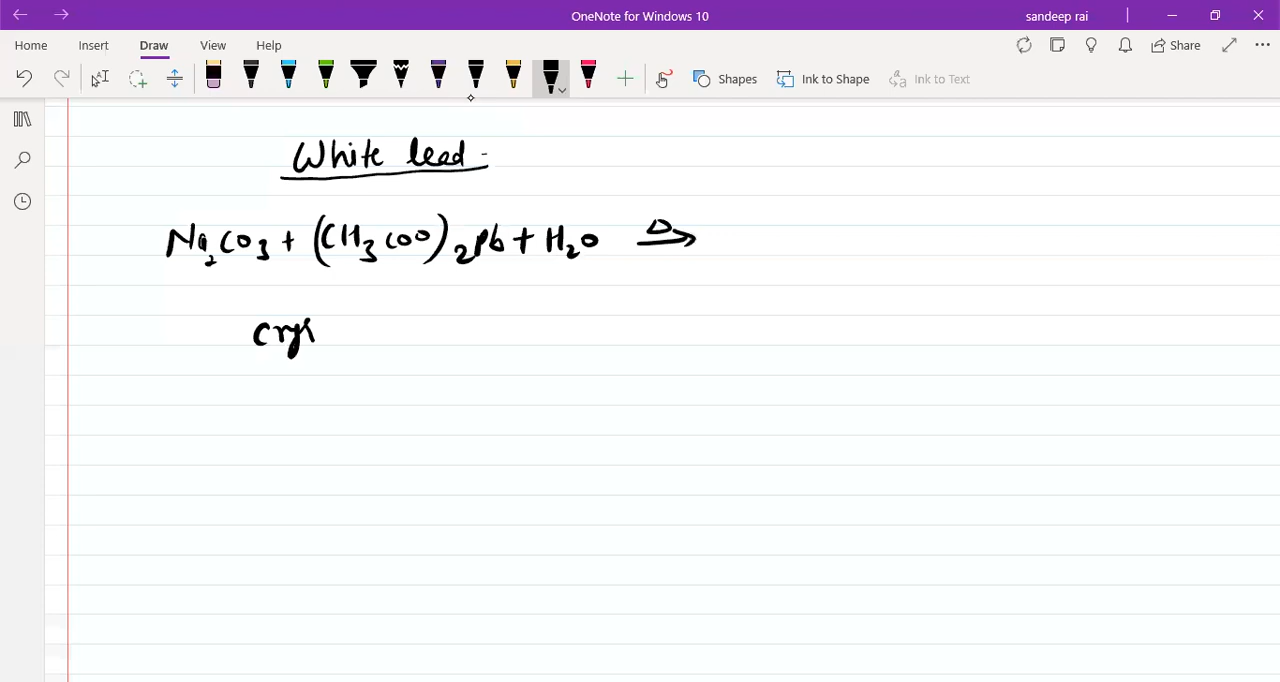 OneNote for Windows 10
sandeep rai
Home Insert Draw View Help
Share
Shapes Ink to Shape Ink to Text
White lead -
Na2CO3 + (CH3COO)2Pb + H2O Δ→
crys